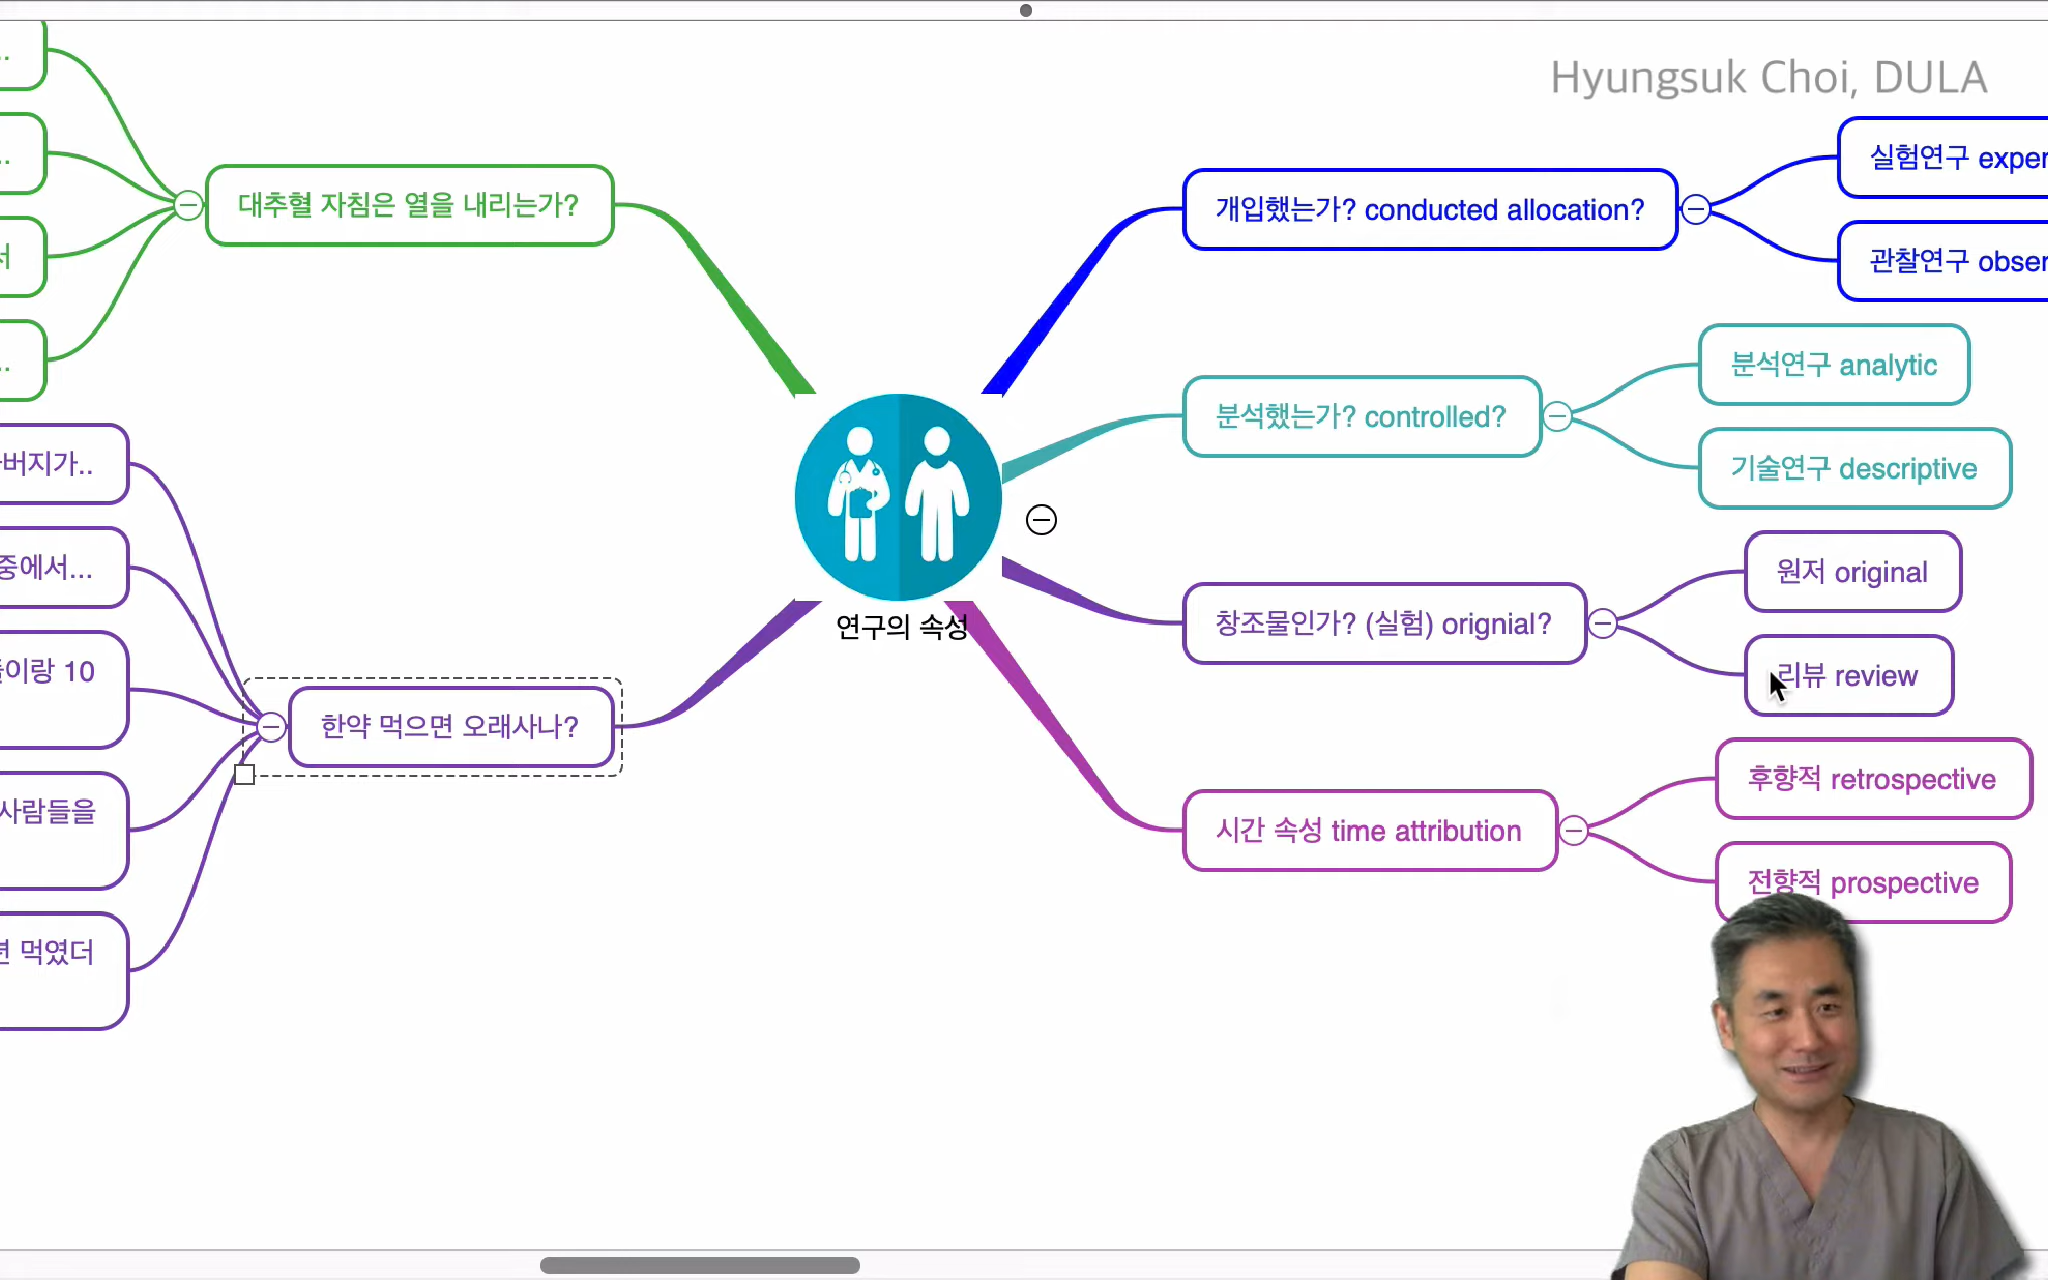 Hyungsuk Choi, DULA
..
..
서
..
대추혈 자침은 열을 내리는가?
버지가..
중에서...
들이랑 10
사람들을
먹였더
한약 먹으면 오래사나?
연구의 속성
개입했는가? conducted allocation?
실험연구 exper
관찰연구 obser
분석했는가? controlled?
분석연구 analytic
기술연구 descriptive
창조물인가? (실험) orignial?
원저 original
리뷰 review
시간 속성 time attribution
후향적 retrospective
전향적 prospective